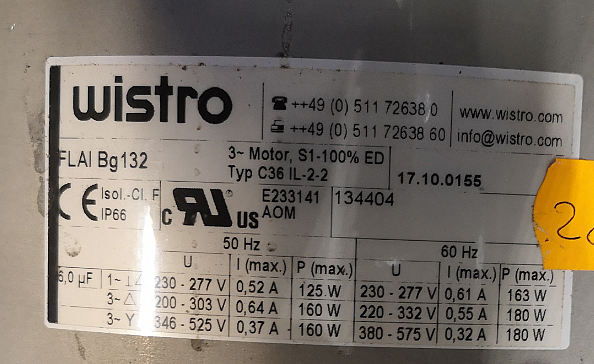 wistro
☎ ++49 (0) 511 72638 0
++49 (0) 511 72638 60
www.wistro.com
info@wistro.com
FLAI Bg132
3~ Motor, S1-100% ED
Typ C36 IL-2-2
17.10.0155
CE Isol.-Cl. F
IP66
c RU US
E233141
AOM
134404
50 Hz 60 Hz
U I (max.) P (max.) U I (max.) P (max.)
6,0 µF 1~ ⊥△ 230 - 277 V 0,52 A 125 W 230 - 277 V 0,61 A 163 W
3~ △ 200 - 303 V 0,64 A 160 W 220 - 332 V 0,55 A 180 W
3~ Y 346 - 525 V 0,37 A 160 W 380 - 575 V 0,32 A 180 W